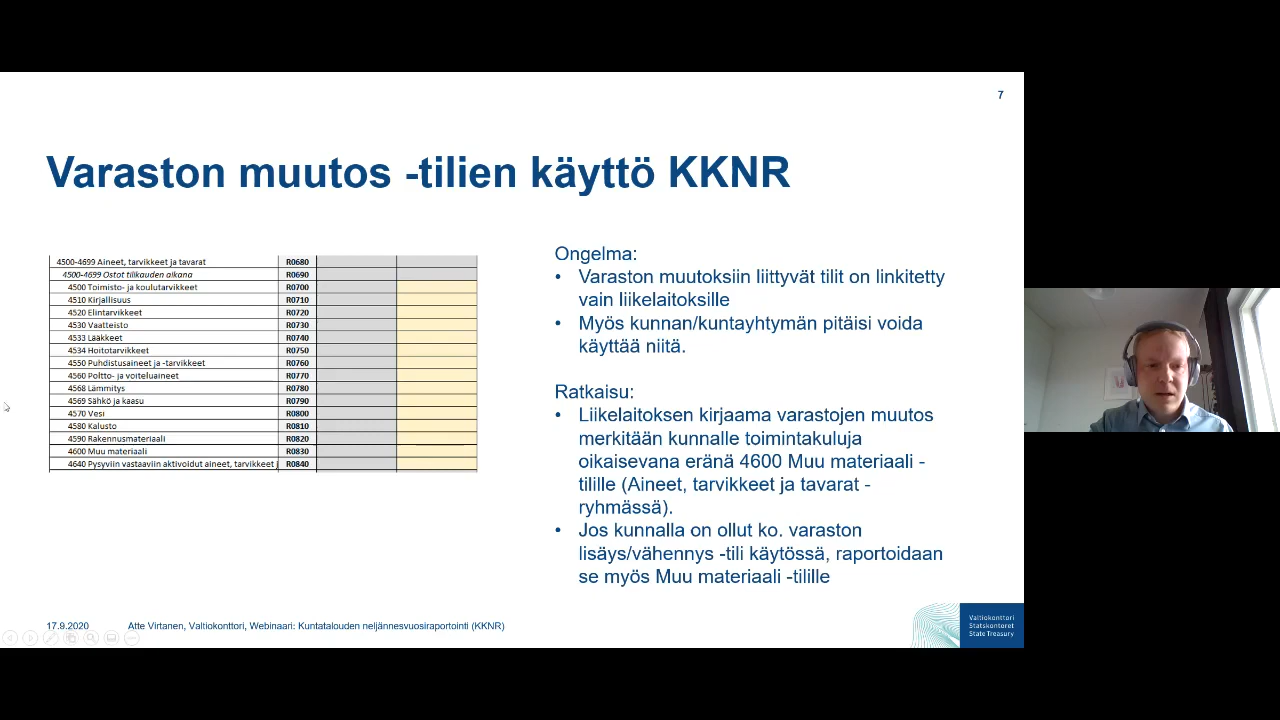 7
Varaston muutos -tilien käyttö KKNR
4500-4699 Aineet, tarvikkeet ja tavarat R0680
4500-4699 Ostot tilikauden aikana R0690
4500 Toimisto- ja koulutarvikkeet R0700
4510 Kirjallisuus R0710
4520 Elintarvikkeet R0720
4530 Vaatteisto R0730
4533 Lääkkeet R0740
4534 Hoitotarvikkeet R0750
4550 Puhdistusaineet ja -tarvikkeet R0760
4560 Poltto- ja voiteluaineet R0770
4568 Lämmitys R0780
4569 Sähkö ja kaasu R0790
4570 Vesi R0800
4580 Kalusto R0810
4590 Rakennusmateriaali R0820
4600 Muu materiaali R0830
4640 Pysyviin vastaaviin aktivoidut aineet, tarvikkeet j R0840
Ongelma:
• Varaston muutoksiin liittyvät tilit on linkitetty
vain liikelaitoksille
• Myös kunnan/kuntayhtymän pitäisi voida
käyttää niitä.
Ratkaisu:
• Liikelaitoksen kirjaama varastojen muutos
merkitään kunnalle toimintakuluja
oikaisevana eränä 4600 Muu materiaali -
tilille (Aineet, tarvikkeet ja tavarat -
ryhmässä).
• Jos kunnalla on ollut ko. varaston
lisäys/vähennys -tili käytössä, raportoidaan
se myös Muu materiaali -tilille
17.9.2020 Atte Virtanen, Valtiokonttori, Webinaari: Kuntatalouden neljännesvuosiraportointi (KKNR)
Valtiokonttori
Statskontoret
State Treasury